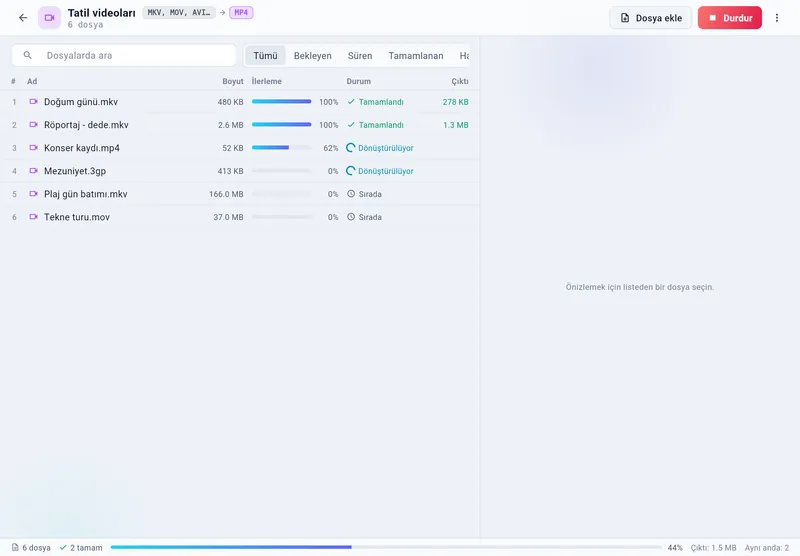 Tatil videoları MKV, MOV, AVI… → MP4 Dosya ekle Durdur
6 dosya
Dosyalarda ara Tümü Bekleyen Süren Tamamlanan Ha
# Ad Boyut İlerleme Durum Çıktı
1 Doğum günü.mkv 480 KB 100% Tamamlandı 278 KB
2 Röportaj - dede.mkv 2.6 MB 100% Tamamlandı 1.3 MB
3 Konser kaydı.mp4 52 KB 62% Dönüştürülüyor
4 Mezuniyet.3gp 413 KB 0% Dönüştürülüyor
5 Plaj gün batımı.mkv 166.0 MB 0% Sırada
6 Tekne turu.mov 37.0 MB 0% Sırada
Önizlemek için listeden bir dosya seçin.
6 dosya 2 tamam 44% Çıktı: 1.5 MB Aynı anda: 2